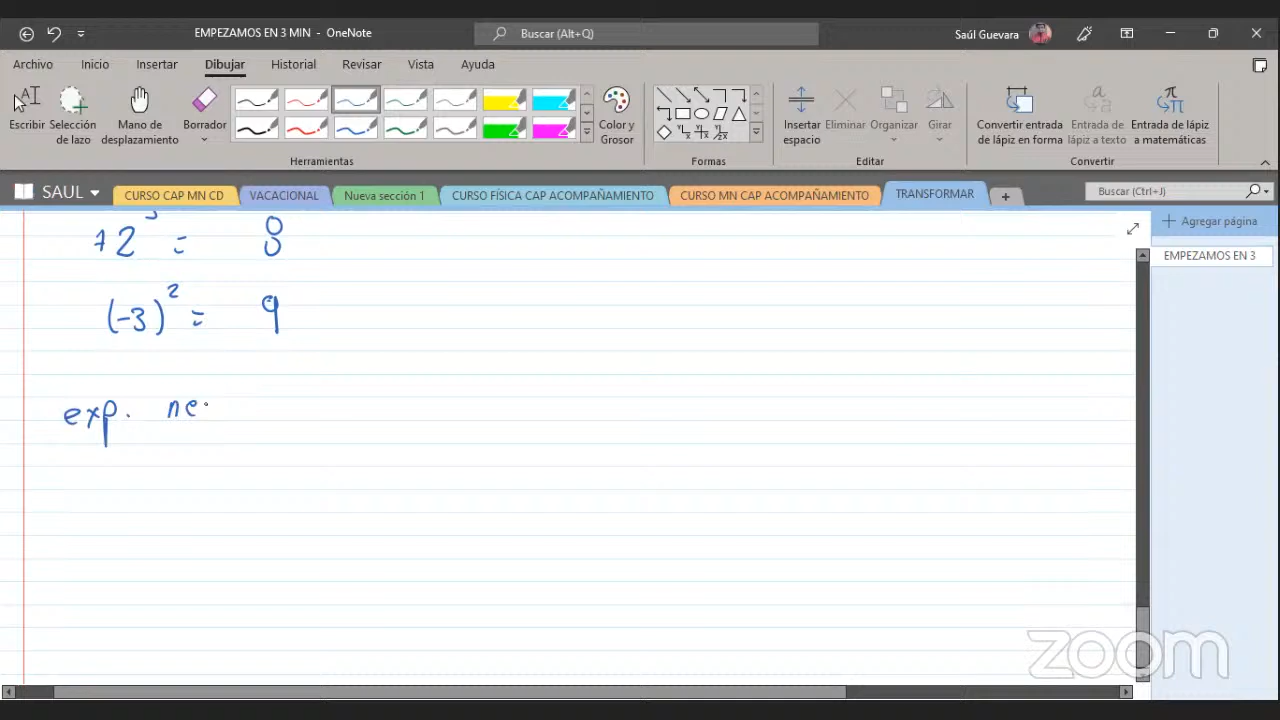 EMPEZAMOS EN 3 MIN - OneNote
Buscar (Alt+Q)
Saúl Guevara
Archivo Inicio Insertar Dibujar Historial Revisar Vista Ayuda
Escribir Selección de lazo Mano de desplazamiento Borrador Color y Grosor Insertar espacio Eliminar Organizar Girar Convertir entrada de lápiz en forma Entrada de lápiz a texto Entrada de lápiz a matemáticas
Herramientas Formas Editar Convertir
SAUL CURSO CAP MN CD VACACIONAL Nueva sección 1 CURSO FÍSICA CAP ACOMPAÑAMIENTO CURSO MN CAP ACOMPAÑAMIENTO TRANSFORMAR Buscar (Ctrl+J)
Agregar página
EMPEZAMOS EN 3
+2³ = 8
(-3)² = 9
exp. ne
zoom